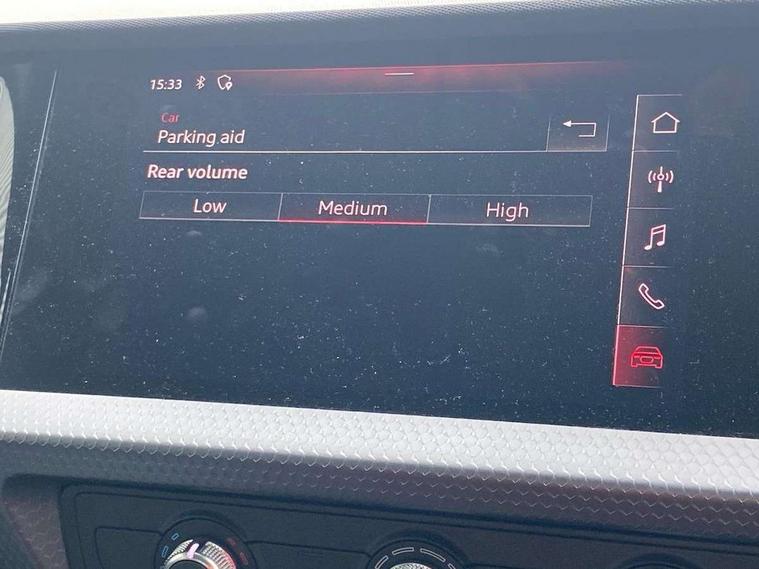 15:33
Car
Parking aid
Rear volume
Low Medium High